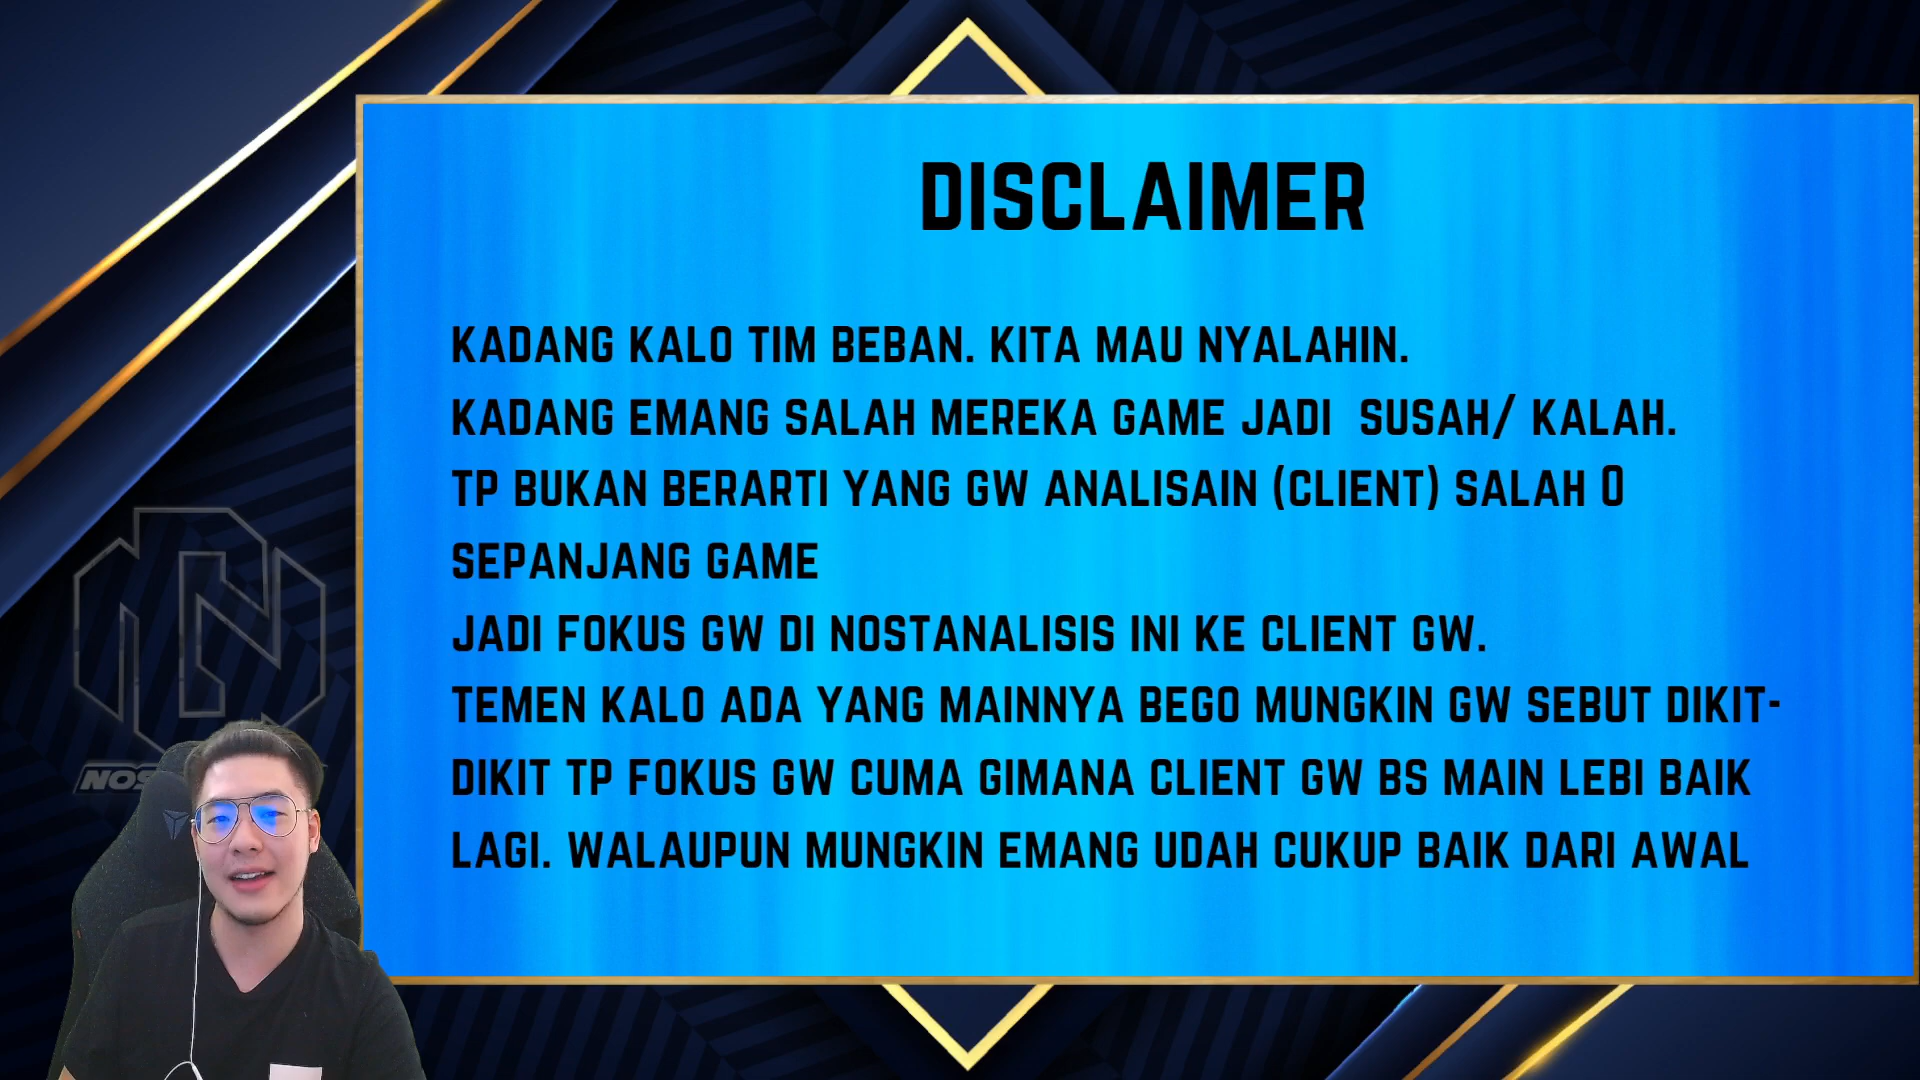 DISCLAIMER
KADANG KALO TIM BEBAN. KITA MAU NYALAHIN.
KADANG EMANG SALAH MEREKA GAME JADI SUSAH/ KALAH.
TP BUKAN BERARTI YANG GW ANALISAIN (CLIENT) SALAH 0
SEPANJANG GAME
JADI FOKUS GW DI NOSTANALISIS INI KE CLIENT GW.
TEMEN KALO ADA YANG MAINNYA BEGO MUNGKIN GW SEBUT DIKIT-
DIKIT TP FOKUS GW CUMA GIMANA CLIENT GW BS MAIN LEBI BAIK
LAGI. WALAUPUN MUNGKIN EMANG UDAH CUKUP BAIK DARI AWAL